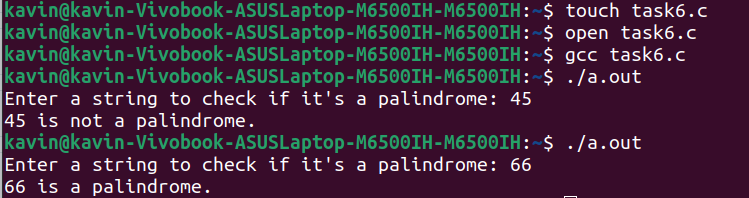 kavin@kavin-Vivobook-ASUSLaptop-M6500IH-M6500IH:~$ touch task6.c
kavin@kavin-Vivobook-ASUSLaptop-M6500IH-M6500IH:~$ open task6.c
kavin@kavin-Vivobook-ASUSLaptop-M6500IH-M6500IH:~$ gcc task6.c
kavin@kavin-Vivobook-ASUSLaptop-M6500IH-M6500IH:~$ ./a.out
Enter a string to check if it's a palindrome: 45
45 is not a palindrome.
kavin@kavin-Vivobook-ASUSLaptop-M6500IH-M6500IH:~$ ./a.out
Enter a string to check if it's a palindrome: 66
66 is a palindrome.